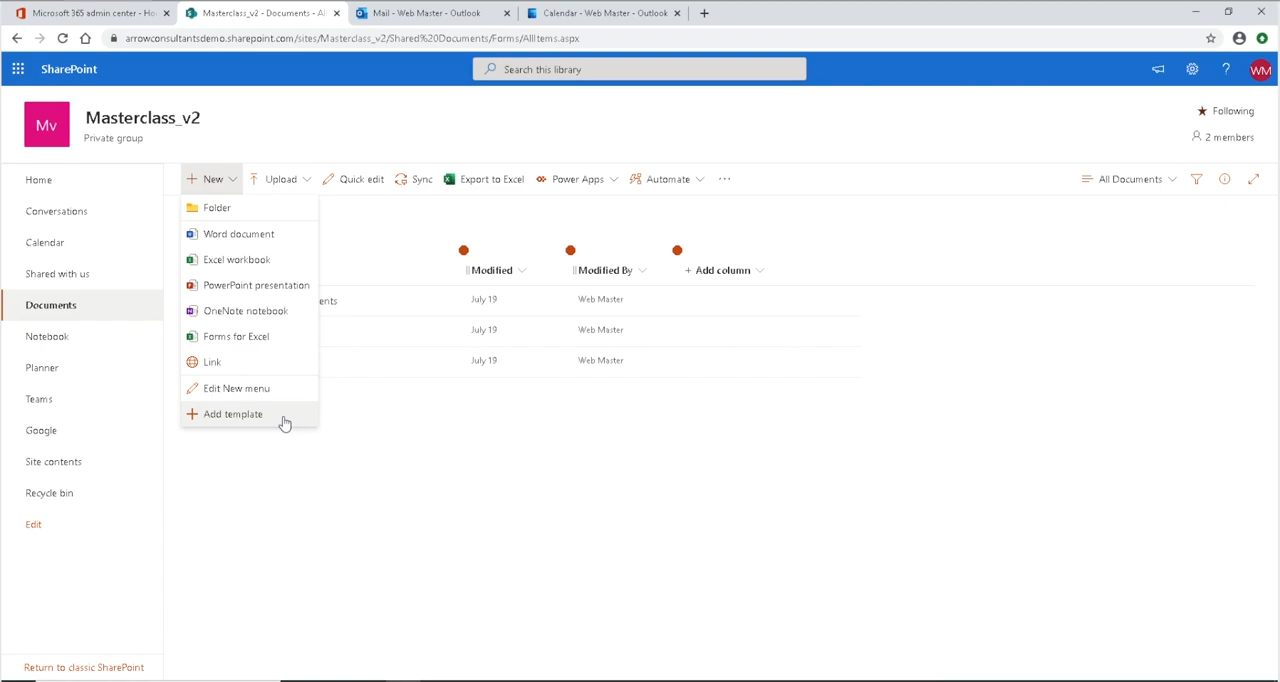 Microsoft 365 admin center - Ho
Masterclass_v2 - Documents - Al
Mail - Web Master - Outlook
Calendar - Web Master - Outlook
arrowconsultantsdemo.sharepoint.com/sites/Masterclass_v2/Shared%20Documents/Forms/AllItems.aspx
SharePoint
Search this library
?
WM
Mv
Masterclass_v2
Private group
Following
2 members
Home
Conversations
Calendar
Shared with us
Documents
Notebook
Planner
Teams
Google
Site contents
Recycle bin
Edit
Return to classic SharePoint
+ New
Upload
Quick edit
Sync
Export to Excel
Power Apps
Automate
...
All Documents
Folder
Word document
Excel workbook
PowerPoint presentation
OneNote notebook
Forms for Excel
Link
Edit New menu
+ Add template
Modified
Modified By
+ Add column
ents
July 19
Web Master
July 19
Web Master
July 19
Web Master